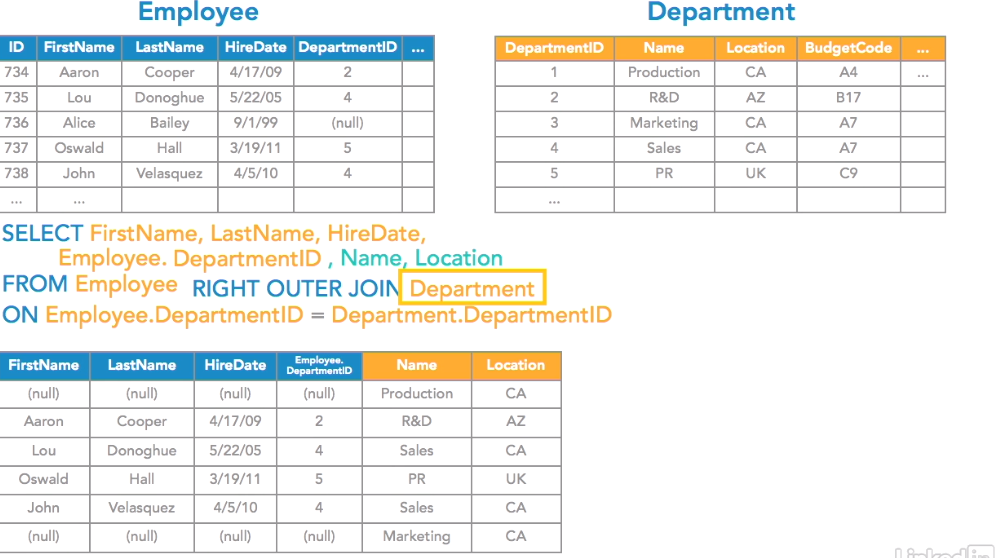 Employee
Department
ID FirstName LastName HireDate DepartmentID ...
734 Aaron Cooper 4/17/09 2
735 Lou Donoghue 5/22/05 4
736 Alice Bailey 9/1/99 (null)
737 Oswald Hall 3/19/11 5
738 John Velasquez 4/5/10 4
... ...
DepartmentID Name Location BudgetCode ...
1 Production CA A4 ...
2 R&D AZ B17
3 Marketing CA A7
4 Sales CA A7
5 PR UK C9
...
SELECT FirstName, LastName, HireDate,
Employee. DepartmentID , Name, Location
FROM Employee RIGHT OUTER JOIN Department
ON Employee.DepartmentID = Department.DepartmentID
FirstName LastName HireDate Employee. DepartmentID Name Location
(null) (null) (null) (null) Production CA
Aaron Cooper 4/17/09 2 R&D AZ
Lou Donoghue 5/22/05 4 Sales CA
Oswald Hall 3/19/11 5 PR UK
John Velasquez 4/5/10 4 Sales CA
(null) (null) (null) (null) Marketing CA
Linkedin